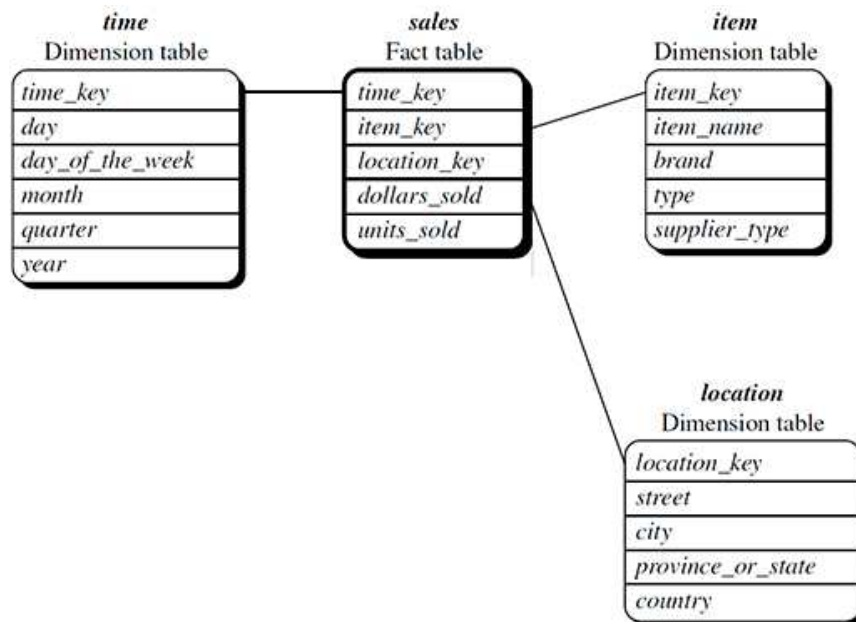 time
Dimension table
time_key
day
day_of_the_week
month
quarter
year
sales
Fact table
time_key
item_key
location_key
dollars_sold
units_sold
item
Dimension table
item_key
item_name
brand
type
supplier_type
location
Dimension table
location_key
street
city
province_or_state
country